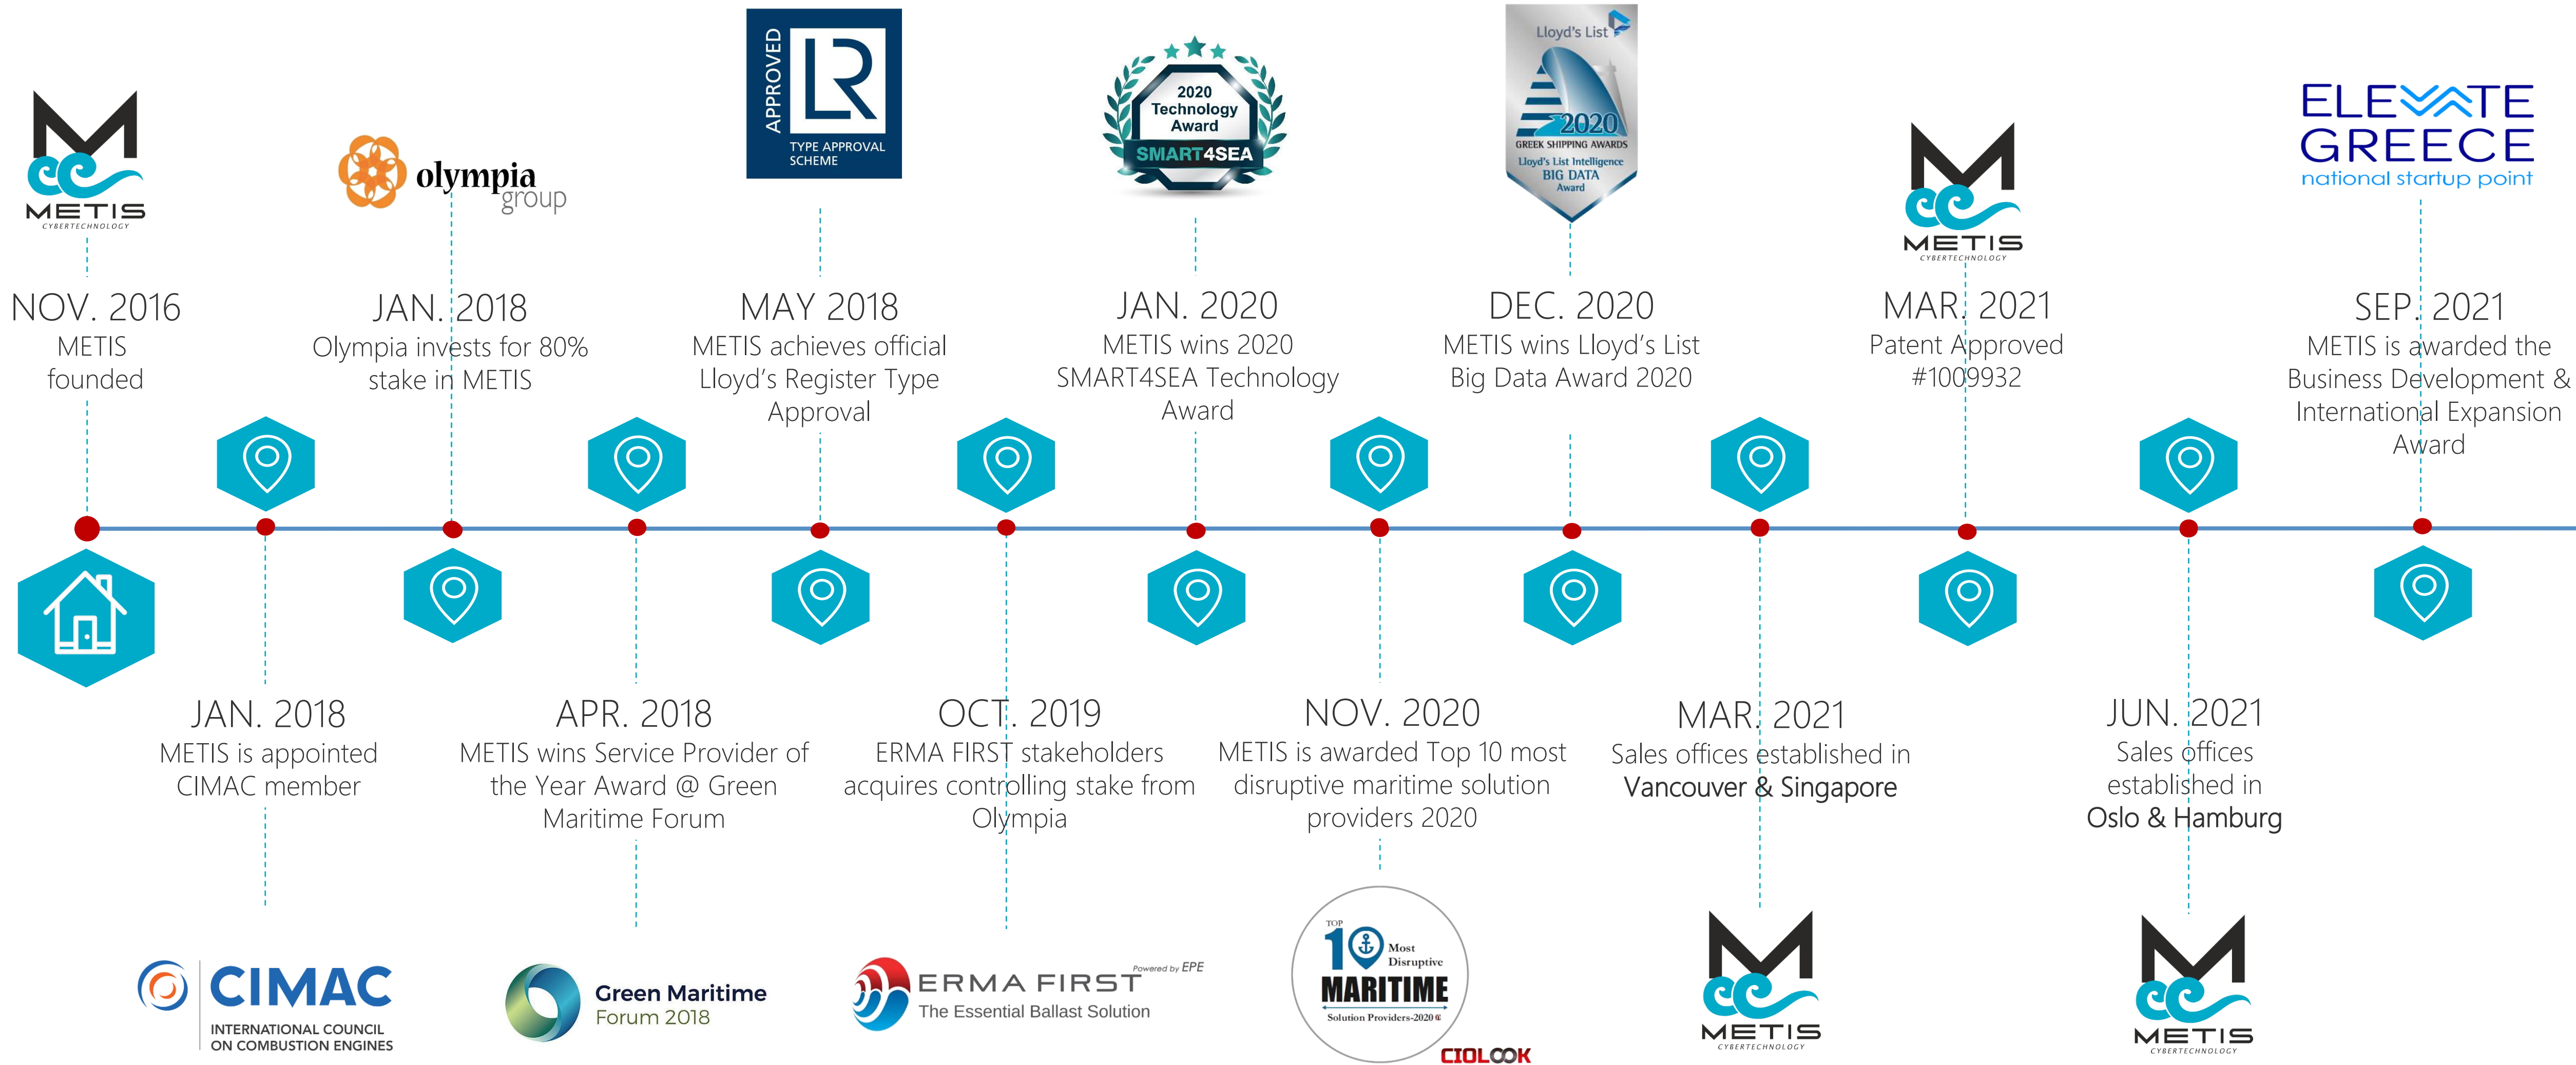 METIS
CYBERTECHNOLOGY
NOV. 2016
METIS
founded
olympia
group
JAN. 2018
Olympia invests for 80%
stake in METIS
APPROVED
LR
TYPE APPROVAL
SCHEME
MAY 2018
METIS achieves official
Lloyd's Register Type
Approval
2020
Technology
Award
SMART4SEA
JAN. 2020
METIS wins 2020
SMART4SEA Technology
Award
Lloyd's List
2020
GREEK SHIPPING AWARDS
Lloyd's List Intelligence
BIG DATA
Award
DEC. 2020
METIS wins Lloyd's List
Big Data Award 2020
METIS
CYBERTECHNOLOGY
MAR. 2021
Patent Approved
#1009932
ELEVATE
GREECE
national startup point
SEP. 2021
METIS is awarded the
Business Development &
International Expansion
Award
JAN. 2018
METIS is appointed
CIMAC member
CIMAC
INTERNATIONAL COUNCIL
ON COMBUSTION ENGINES
APR. 2018
METIS wins Service Provider of
the Year Award @ Green
Maritime Forum
Green Maritime
Forum 2018
OCT. 2019
ERMA FIRST stakeholders
acquires controlling stake from
Olympia
Powered by EPE
ERMA FIRST
The Essential Ballast Solution
NOV. 2020
METIS is awarded Top 10 most
disruptive maritime solution
providers 2020
TOP
10 Most
Disruptive
MARITIME
Solution Providers-2020
CIOLOOK
MAR. 2021
Sales offices established in
Vancouver & Singapore
METIS
CYBERTECHNOLOGY
JUN. 2021
Sales offices
established in
Oslo & Hamburg
METIS
CYBERTECHNOLOGY